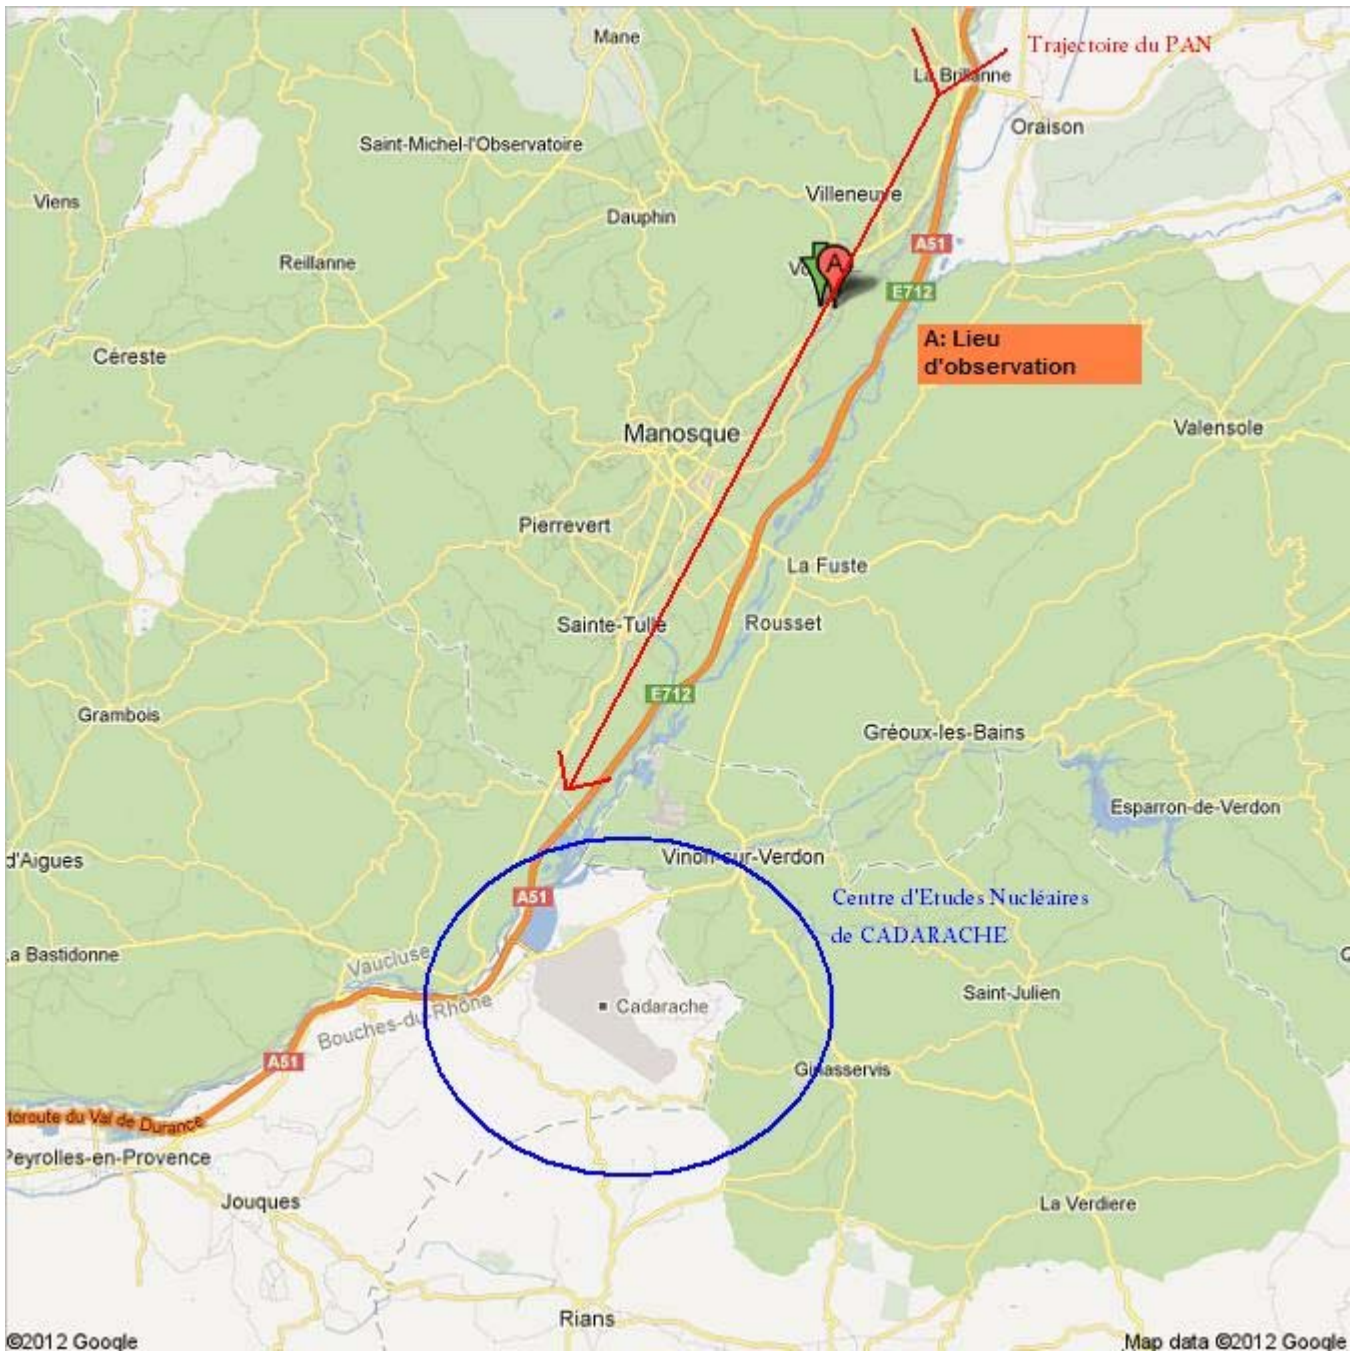 Mane
Trajectoire du PAN
La Brillanne
Oraison
Saint-Michel-l'Observatoire
Villeneuve
Viens
Dauphin
A51
Reillanne
A
E712
A: Lieu
d'observation
Céreste
Valensole
Manosque
Pierrevert
La Fuste
Sainte-Tulle
Rousset
E712
Grambois
Gréoux-les-Bains
Esparron-de-Verdon
d'Aigues
Vinon-sur-Verdon
A51
Centre d'Etudes Nucléaires
de CADARACHE
a Bastidonne
Vaucluse
Saint-Julien
Cadarache
Bouches-du-Rhône
A51
Ginasservis
toroute du Val de Durance
Peyrolles-en-Provence
Jouques
La Verdiere
Rians
©2012 Google
Map data ©2012 Google